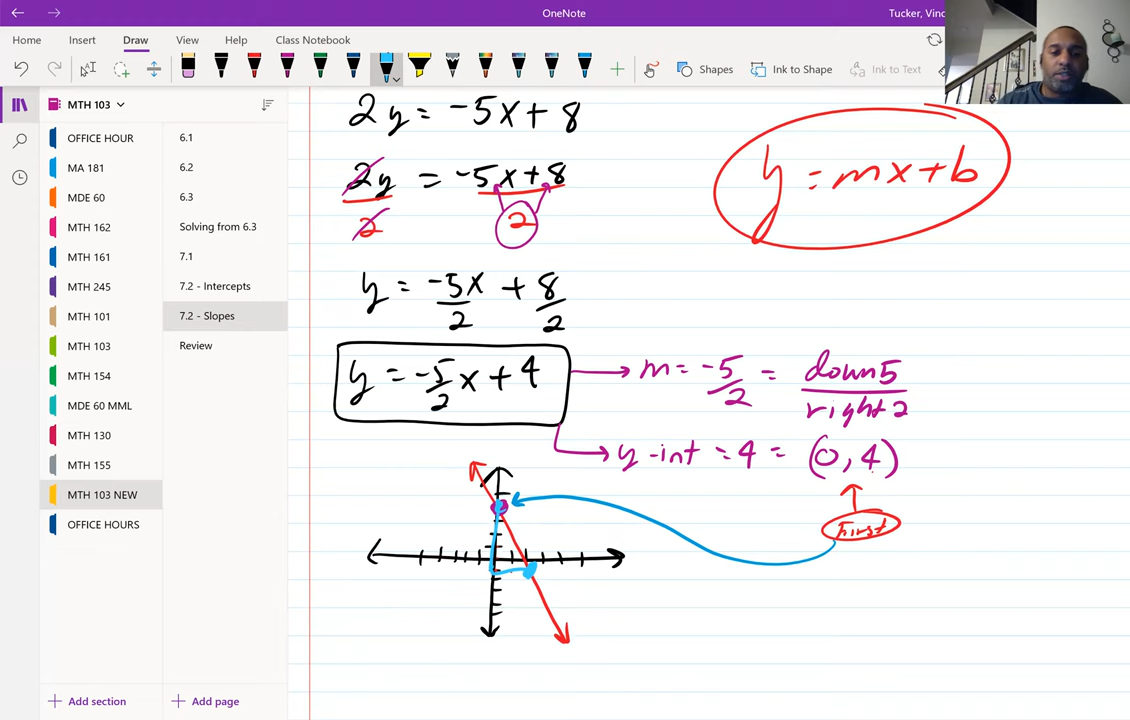 OneNote
Tucker, Vinc
Home Insert Draw View Help Class Notebook
Shapes Ink to Shape Ink to Text
MTH 103
OFFICE HOUR
MA 181
MDE 60
MTH 162
MTH 161
MTH 245
MTH 101
MTH 103
MTH 154
MDE 60 MML
MTH 130
MTH 155
MTH 103 NEW
OFFICE HOURS
Add section
6.1
6.2
6.3
Solving from 6.3
7.1
7.2 - Intercepts
7.2 - Slopes
Review
Add page
2y = -5x + 8
2y/2 = -5x+8/2
y = mx+b
y = -5x/2 + 8/2
y = -5/2 x + 4
m = -5/2 = down 5/right 2
y-int = 4 = (0, 4)
First